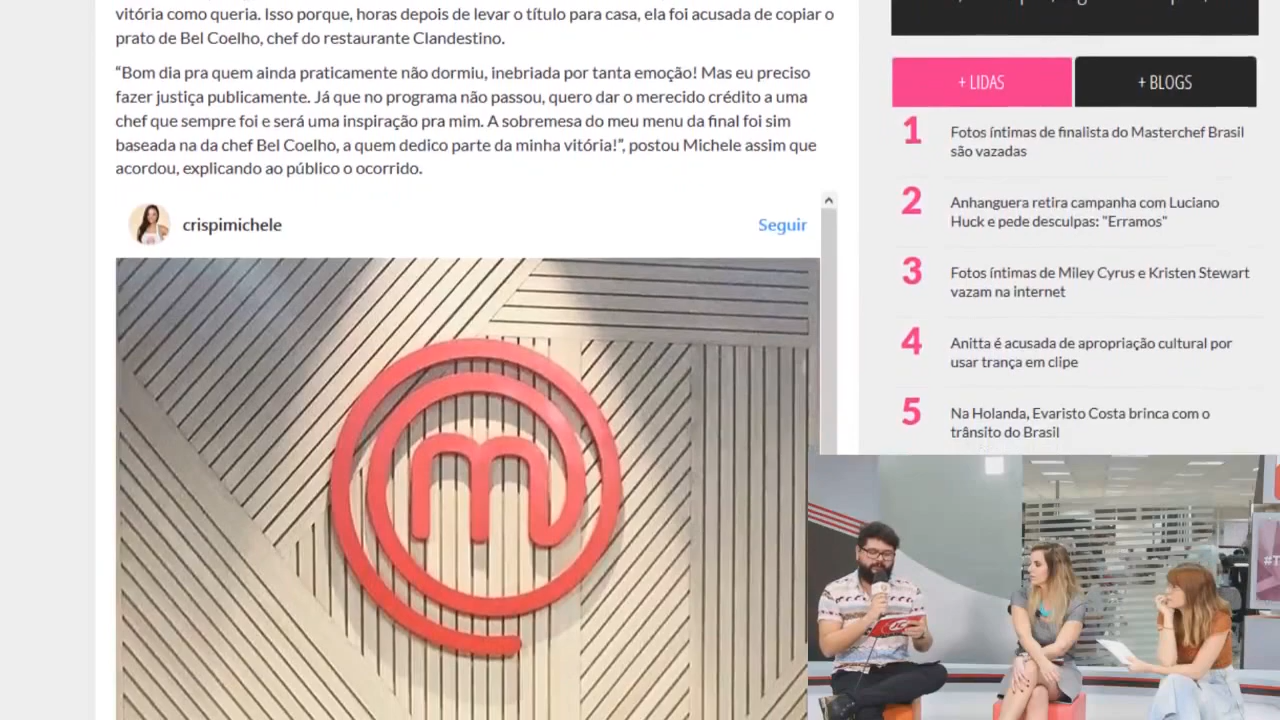 vitória como queria. Isso porque, horas depois de levar o título para casa, ela foi acusada de copiar o
prato de Bel Coelho, chef do restaurante Clandestino.
“Bom dia pra quem ainda praticamente não dormiu, inebriada por tanta emoção! Mas eu preciso
fazer justiça publicamente. Já que no programa não passou, quero dar o merecido crédito a uma
chef que sempre foi e será uma inspiração pra mim. A sobremesa do meu menu da final foi sim
baseada na da chef Bel Coelho, a quem dedico parte da minha vitória!”, postou Michele assim que
acordou, explicando ao público o ocorrido.
crispimichele
Seguir
m
+ LIDAS
+ BLOGS
1 Fotos íntimas de finalista do Masterchef Brasil
são vazadas
2 Anhanguera retira campanha com Luciano
Huck e pede desculpas: "Erramos"
3 Fotos íntimas de Miley Cyrus e Kristen Stewart
vazam na internet
4 Anitta é acusada de apropriação cultural por
usar trança em clipe
5 Na Holanda, Evaristo Costa brinca com o
trânsito do Brasil